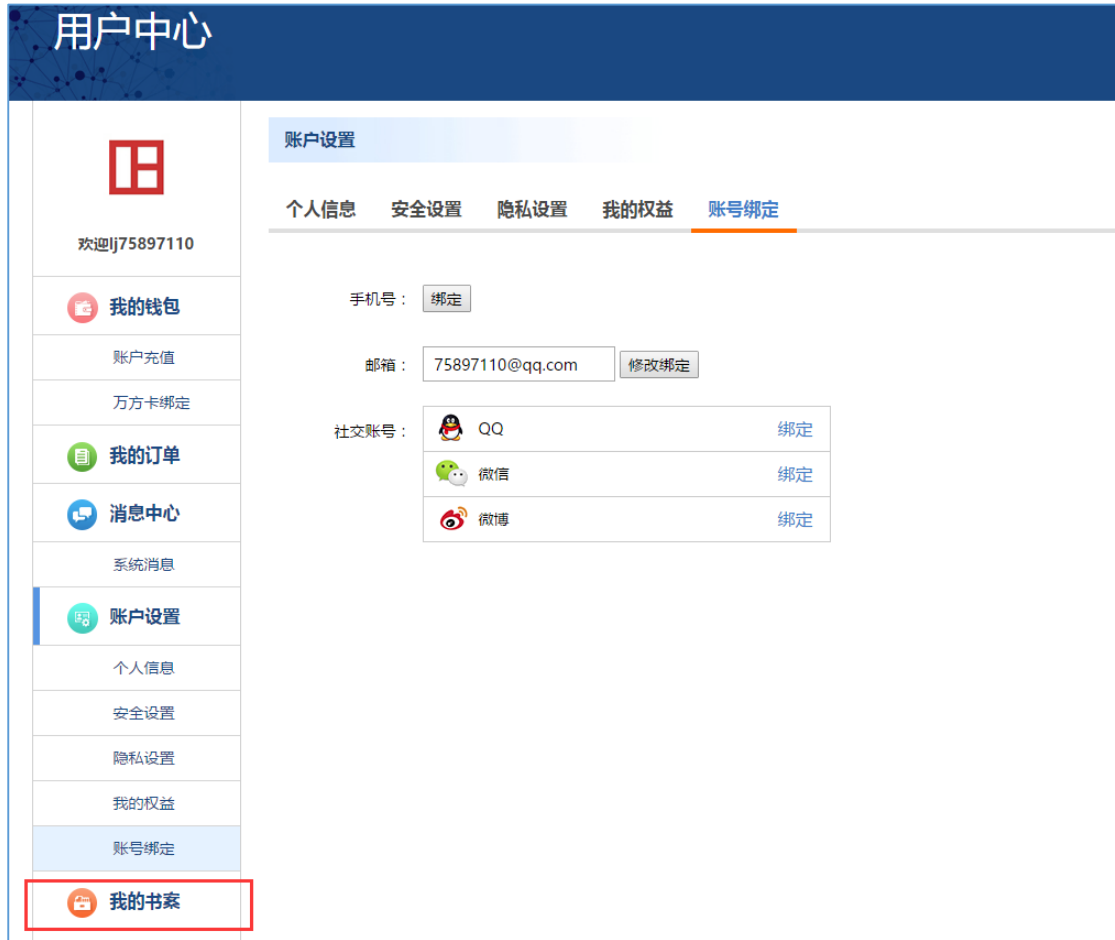 用户中心
欢迎lj75897110
我的钱包
账户充值
万方卡绑定
我的订单
消息中心
系统消息
账户设置
个人信息
安全设置
隐私设置
我的权益
账号绑定
我的书案
账户设置
个人信息 安全设置 隐私设置 我的权益 账号绑定
手机号： 绑定
邮箱： 75897110@qq.com 修改绑定
社交账号： QQ 绑定
微信 绑定
微博 绑定